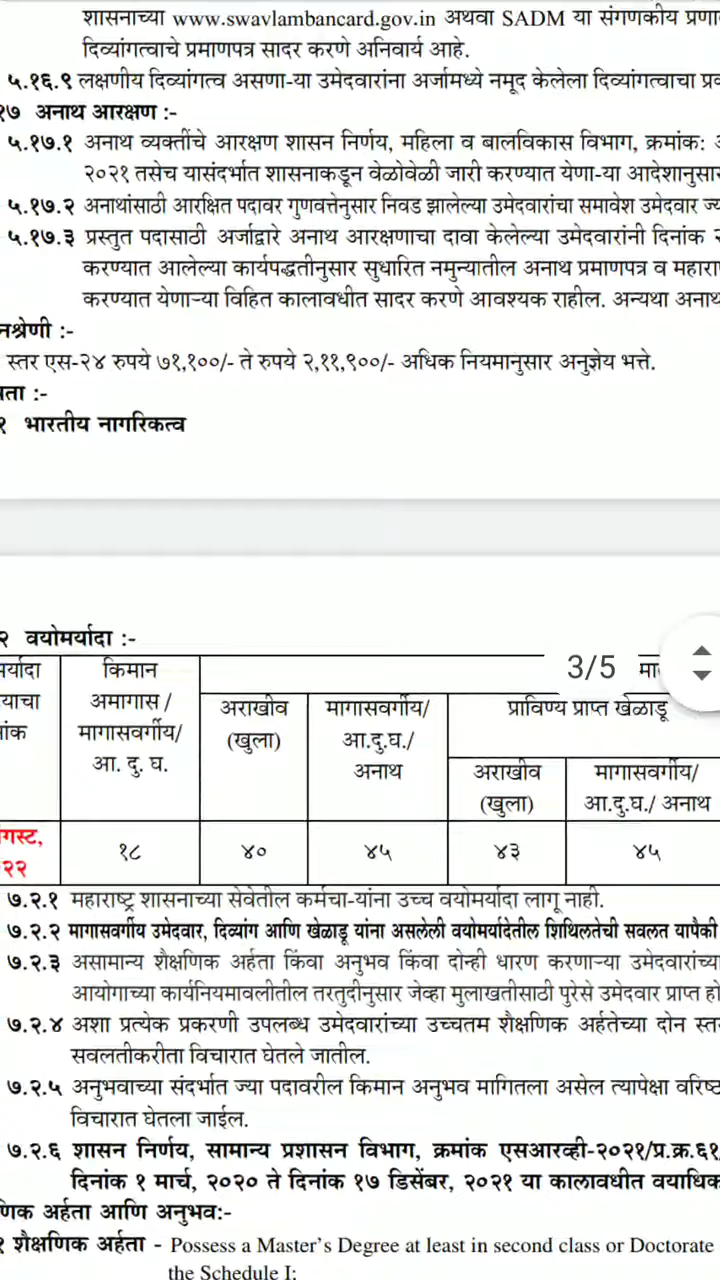 शासनाच्या www.swavlambancard.gov.in अथवा SADM या संगणकीय प्रणा
दिव्यांगत्वाचे प्रमाणपत्र सादर करणे अनिवार्य आहे.
५.१६.९ लक्षणीय दिव्यांगत्व असणा-या उमेदवारांना अर्जामध्ये नमूद केलेला दिव्यांगत्वाचा प्रव
१७ अनाथ आरक्षण :-
५.१७.१ अनाथ व्यक्तींचे आरक्षण शासन निर्णय, महिला व बालविकास विभाग, क्रमांक: अ
२०२१ तसेच यासंदर्भात शासनाकडून वेळोवेळी जारी करण्यात येणा-या आदेशानुसार
५.१७.२ अनाथांसाठी आरक्षित पदावर गुणवत्तेनुसार निवड झालेल्या उमेदवारांचा समावेश उमेदवार ज्य
५.१७.३ प्रस्तुत पदासाठी अर्जाद्वारे अनाथ आरक्षणाचा दावा केलेल्या उमेदवारांनी दिनांक
करण्यात आलेल्या कार्यपद्धतीनुसार सुधारित नमुन्यातील अनाथ प्रमाणपत्र व महारा
करण्यात येणाऱ्या विहित कालावधीत सादर करणे आवश्यक राहील. अन्यथा अनाथ
नश्रेणी :-
स्तर एस-२४ रुपये ७१,१००/- ते रुपये २,११,९००/- अधिक नियमानुसार अनुज्ञेय भत्ते.
ता :-
१ भारतीय नागरिकत्व
२ वयोमर्यादा :-
मर्यादा
याचा
ांक
किमान
अमागास /
मागासवर्गीय/
आ. दु. घ.
3/5 मा
अराखीव
(खुला)
मागासवर्गीय/
आ.दु.घ./
अनाथ
प्राविण्य प्राप्त खेळाडू
अराखीव
(खुला)
मागासवर्गीय/
आ.दु.घ./ अनाथ
गस्ट,
२२
१८ ४० ४५ ४३ ४५
७.२.१ महाराष्ट्र शासनाच्या सेवेतील कर्मचा-यांना उच्च वयोमर्यादा लागू नाही.
७.२.२ मागासवर्गीय उमेदवार, दिव्यांग आणि खेळाडू यांना असलेली वयोमर्यादेतील शिथिलतेची सवलत यापैकी
७.२.३ असामान्य शैक्षणिक अर्हता किंवा अनुभव किंवा दोन्ही धारण करणाऱ्या उमेदवारांच्या
आयोगाच्या कार्यनियमावलीतील तरतुदीनुसार जेव्हा मुलाखतीसाठी पुरेसे उमेदवार प्राप्त हो
७.२.४ अशा प्रत्येक प्रकरणी उपलब्ध उमेदवारांच्या उच्चतम शैक्षणिक अर्हतेच्या दोन स्त
सवलतीकरीता विचारात घेतले जातील.
७.२.५ अनुभवाच्या संदर्भात ज्या पदावरील किमान अनुभव मागितला असेल त्यापेक्षा वरिष्ठ
विचारात घेतला जाईल.
७.२.६ शासन निर्णय, सामान्य प्रशासन विभाग, क्रमांक एसआरव्ही-२०२१/प्र.क्र.६१
दिनांक १ मार्च, २०२० ते दिनांक १७ डिसेंबर, २०२१ या कालावधीत वयाधिक
णिक अर्हता आणि अनुभव:-
१ शैक्षणिक अर्हता - Possess a Master's Degree at least in second class or Doctorate
the Schedule I;